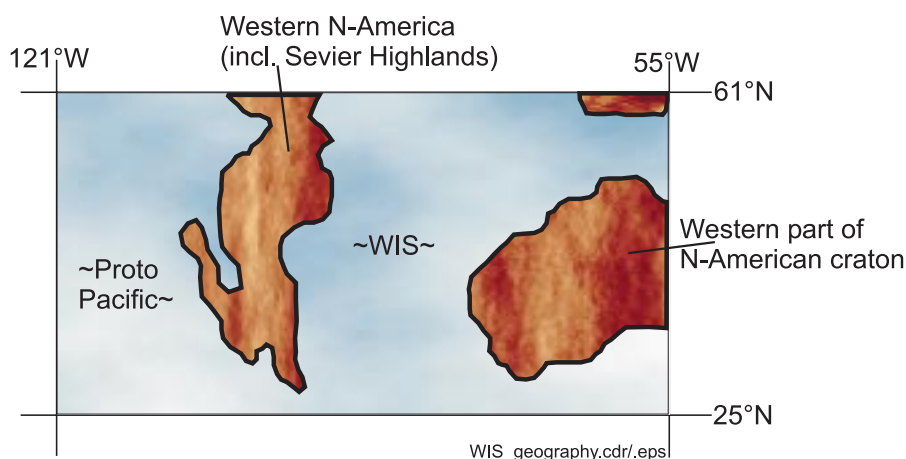 Western N-America
(incl. Sevier Highlands)
121°W
55°W
61°N
~WIS~
Western part of
N-American craton
~Proto
Pacific~
25°N
WIS_geography.cdr/.eps